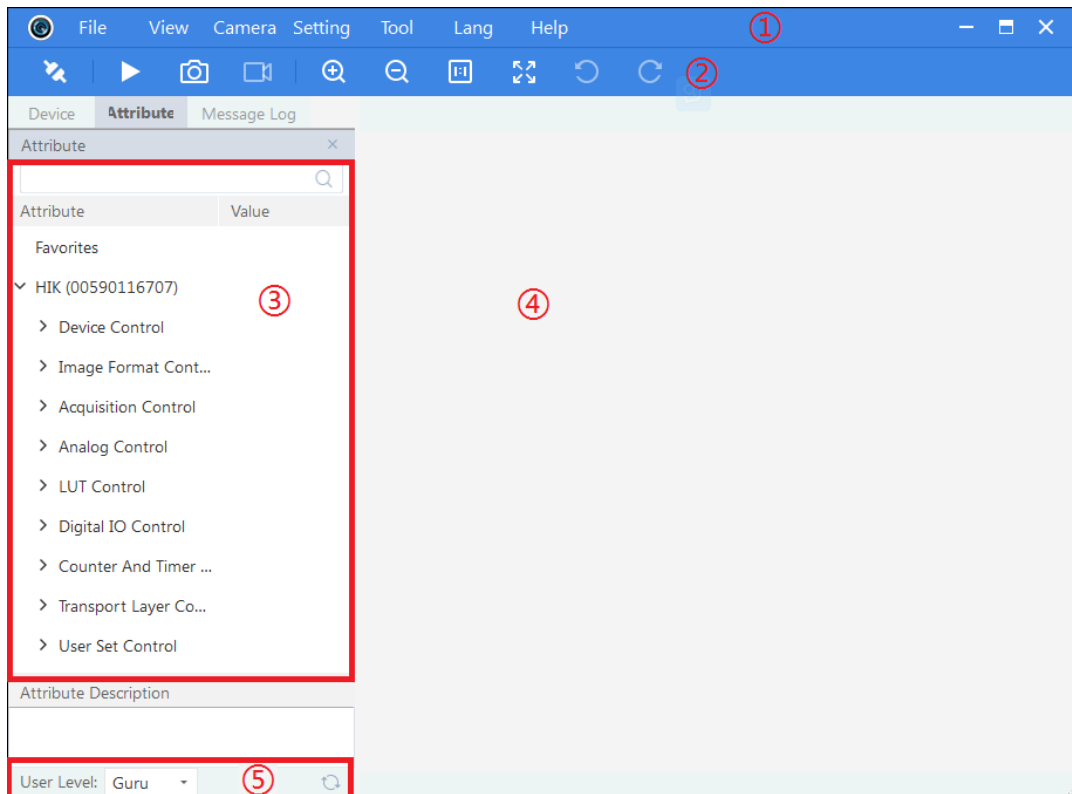 File View Camera Setting Tool Lang Help ①
1:1 ②
Device Attribute Message Log
Attribute
Attribute Value
Favorites
HIK (00590116707)
③
④
Device Control
Image Format Cont...
Acquisition Control
Analog Control
LUT Control
Digital IO Control
Counter And Timer ...
Transport Layer Co...
User Set Control
Attribute Description
User Level: Guru ⑤